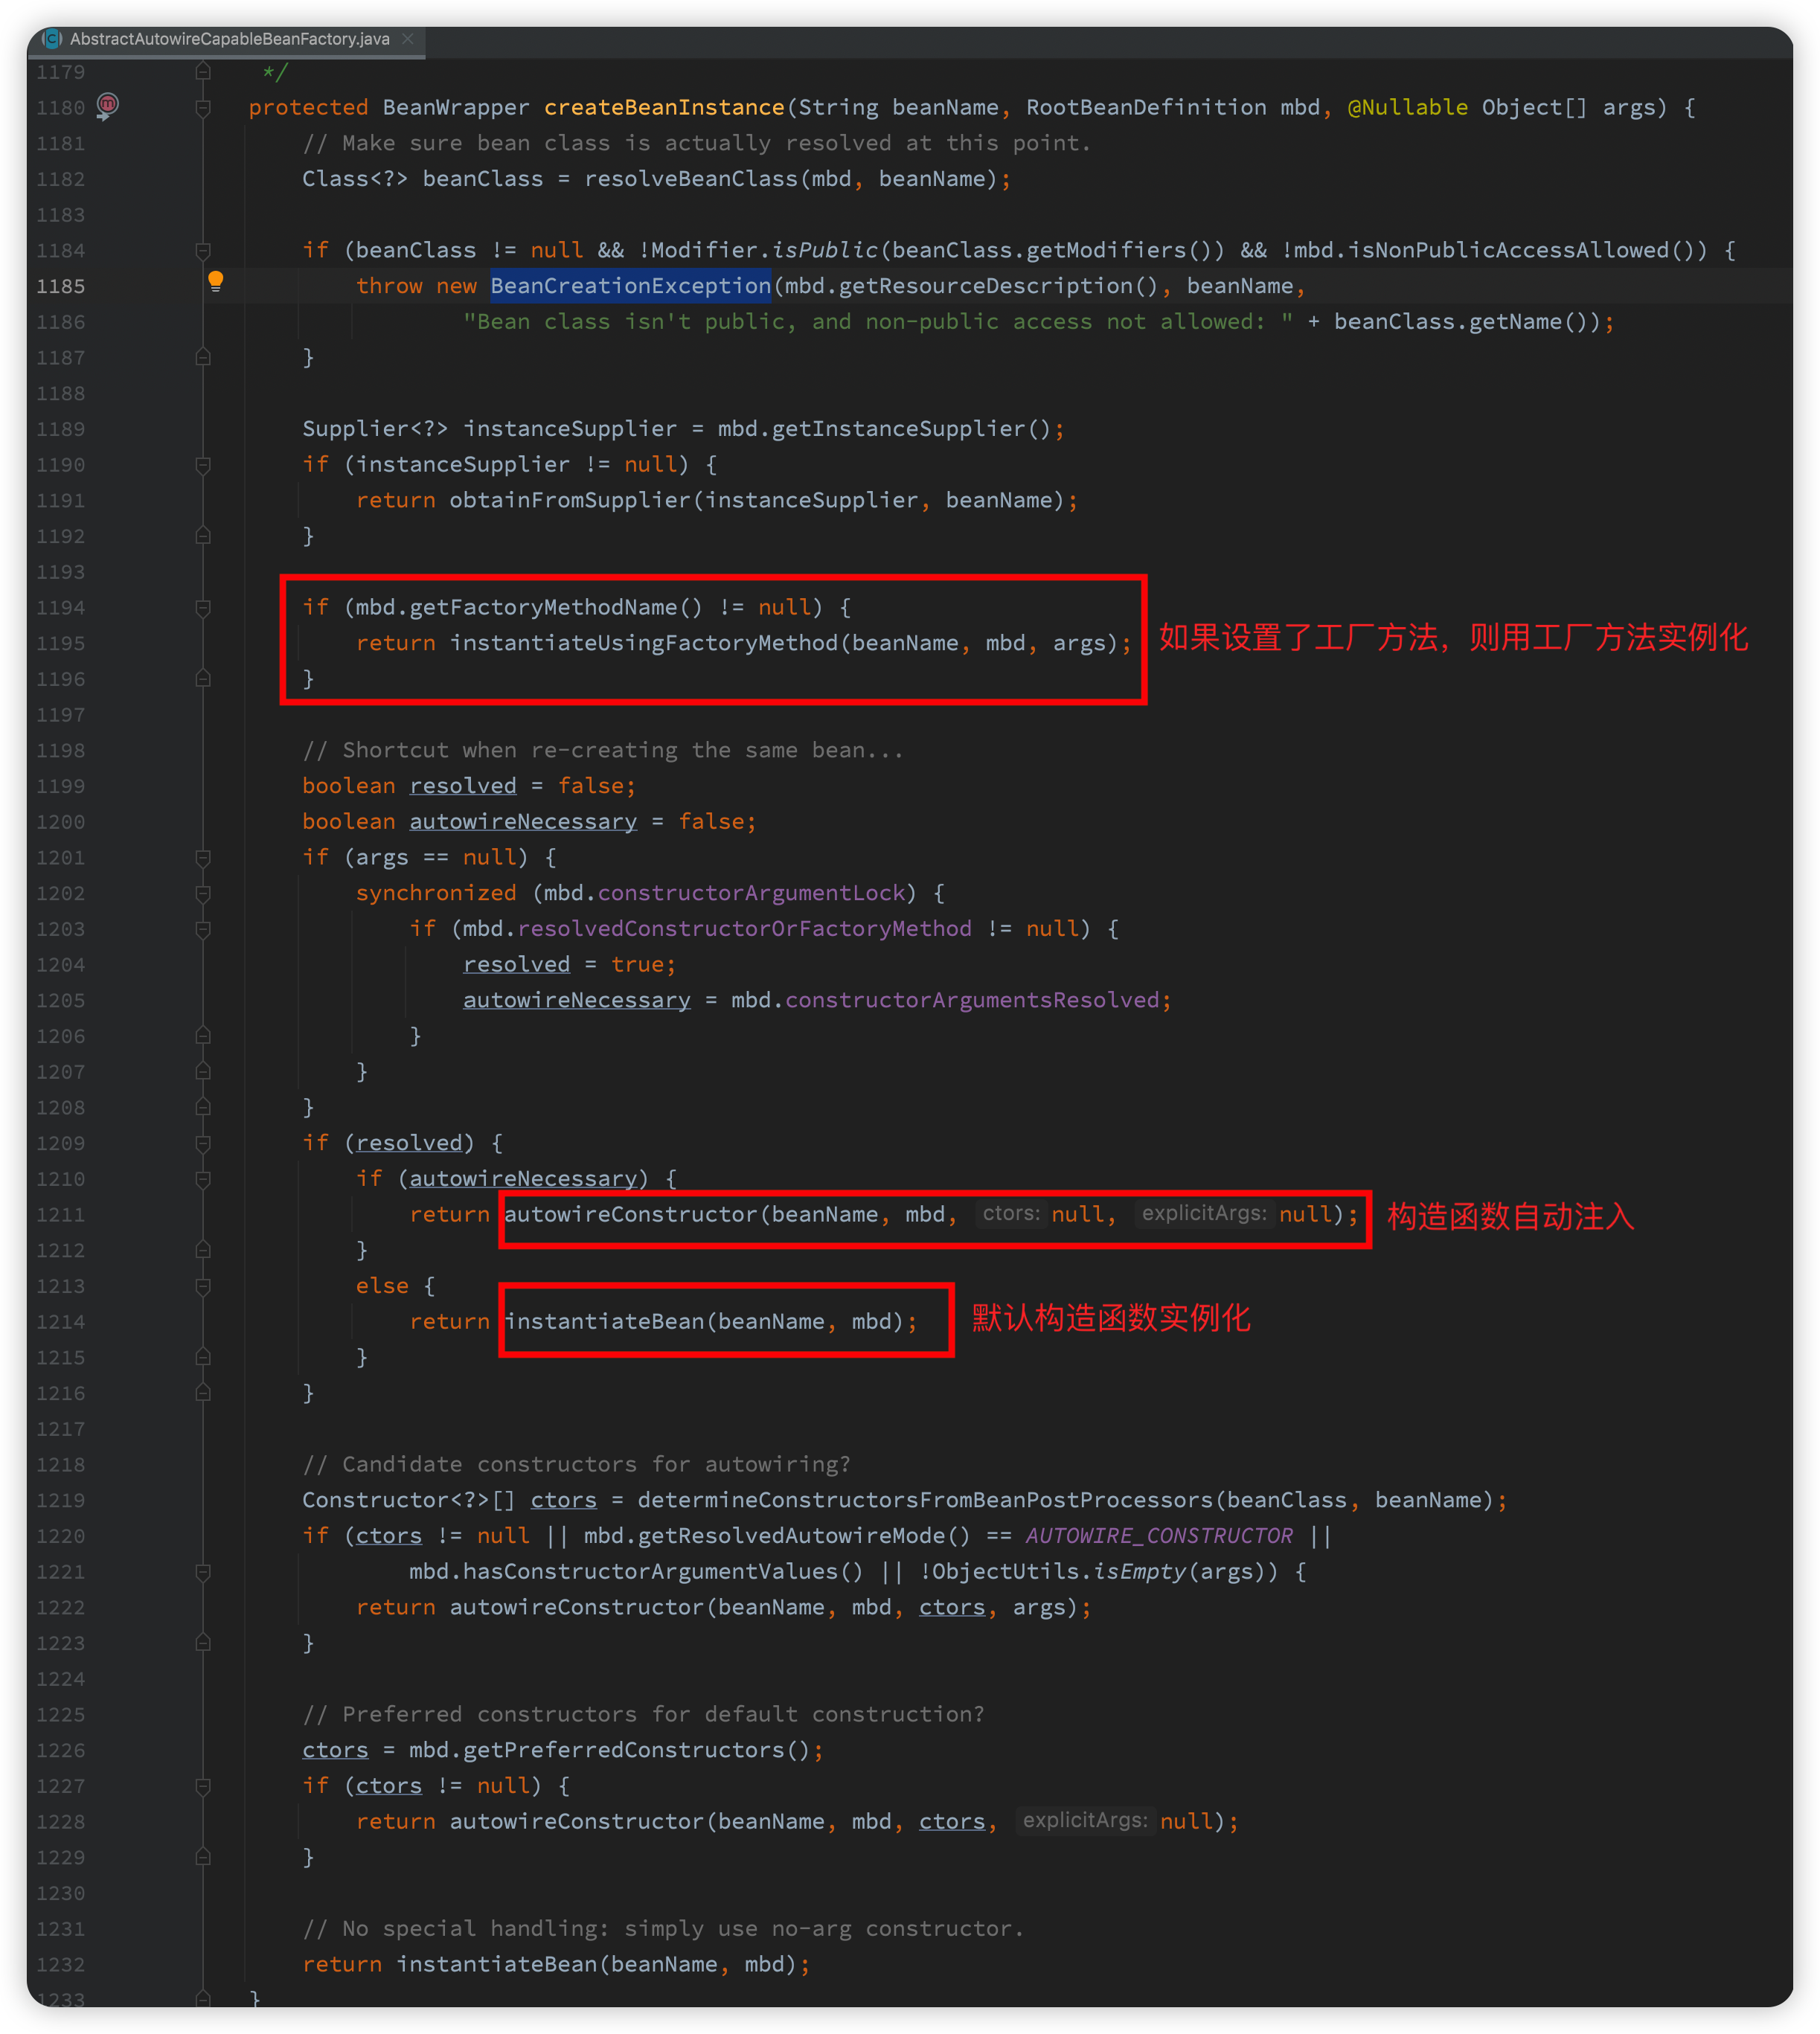 AbstractAutowireCapableBeanFactory.java
1179 */
1180 protected BeanWrapper createBeanInstance(String beanName, RootBeanDefinition mbd, @Nullable Object[] args) {
1181 // Make sure bean class is actually resolved at this point.
1182 Class<?> beanClass = resolveBeanClass(mbd, beanName);
1183
1184 if (beanClass != null && !Modifier.isPublic(beanClass.getModifiers()) && !mbd.isNonPublicAccessAllowed()) {
1185 throw new BeanCreationException(mbd.getResourceDescription(), beanName,
1186 "Bean class isn't public, and non-public access not allowed: " + beanClass.getName());
1187 }
1188
1189 Supplier<?> instanceSupplier = mbd.getInstanceSupplier();
1190 if (instanceSupplier != null) {
1191 return obtainFromSupplier(instanceSupplier, beanName);
1192 }
1193
1194 if (mbd.getFactoryMethodName() != null) {
1195 return instantiateUsingFactoryMethod(beanName, mbd, args); 如果设置了工厂方法，则用工厂方法实例化
1196 }
1197
1198 // Shortcut when re-creating the same bean...
1199 boolean resolved = false;
1200 boolean autowireNecessary = false;
1201 if (args == null) {
1202 synchronized (mbd.constructorArgumentLock) {
1203 if (mbd.resolvedConstructorOrFactoryMethod != null) {
1204 resolved = true;
1205 autowireNecessary = mbd.constructorArgumentsResolved;
1206 }
1207 }
1208 }
1209 if (resolved) {
1210 if (autowireNecessary) {
1211 return autowireConstructor(beanName, mbd, ctors: null, explicitArgs: null); 构造函数自动注入
1212 }
1213 else {
1214 return instantiateBean(beanName, mbd); 默认构造函数实例化
1215 }
1216 }
1217
1218 // Candidate constructors for autowiring?
1219 Constructor<?>[] ctors = determineConstructorsFromBeanPostProcessors(beanClass, beanName);
1220 if (ctors != null || mbd.getResolvedAutowireMode() == AUTOWIRE_CONSTRUCTOR ||
1221 mbd.hasConstructorArgumentValues() || !ObjectUtils.isEmpty(args)) {
1222 return autowireConstructor(beanName, mbd, ctors, args);
1223 }
1224
1225 // Preferred constructors for default construction?
1226 ctors = mbd.getPreferredConstructors();
1227 if (ctors != null) {
1228 return autowireConstructor(beanName, mbd, ctors, explicitArgs: null);
1229 }
1230
1231 // No special handling: simply use no-arg constructor.
1232 return instantiateBean(beanName, mbd);
1233 }